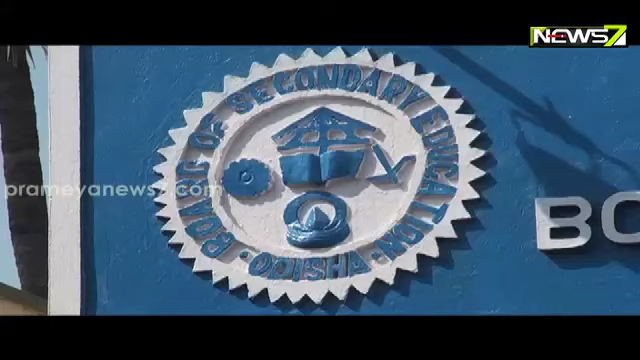 NEWS7
BOARD OF SECONDARY EDUCATION
ODISHA
prameyanews7.com
BO